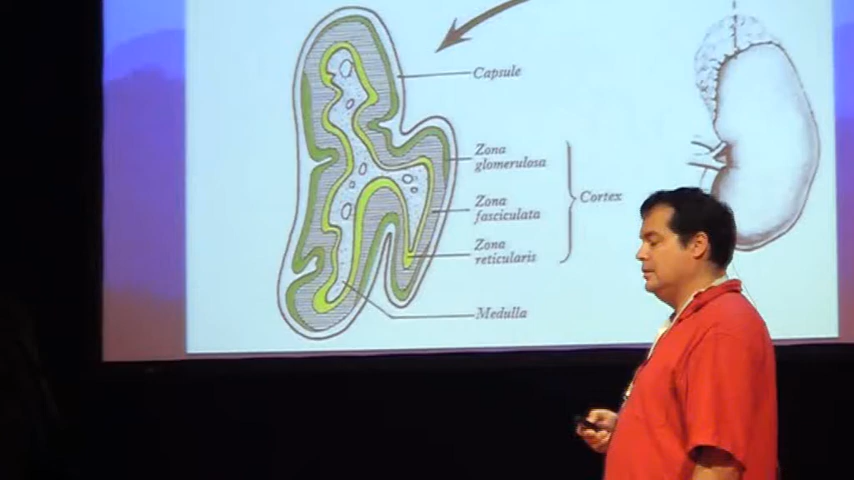 Capsule
Zona
glomerulosa
Zona
fasciculata
Cortex
Zona
reticularis
Medulla